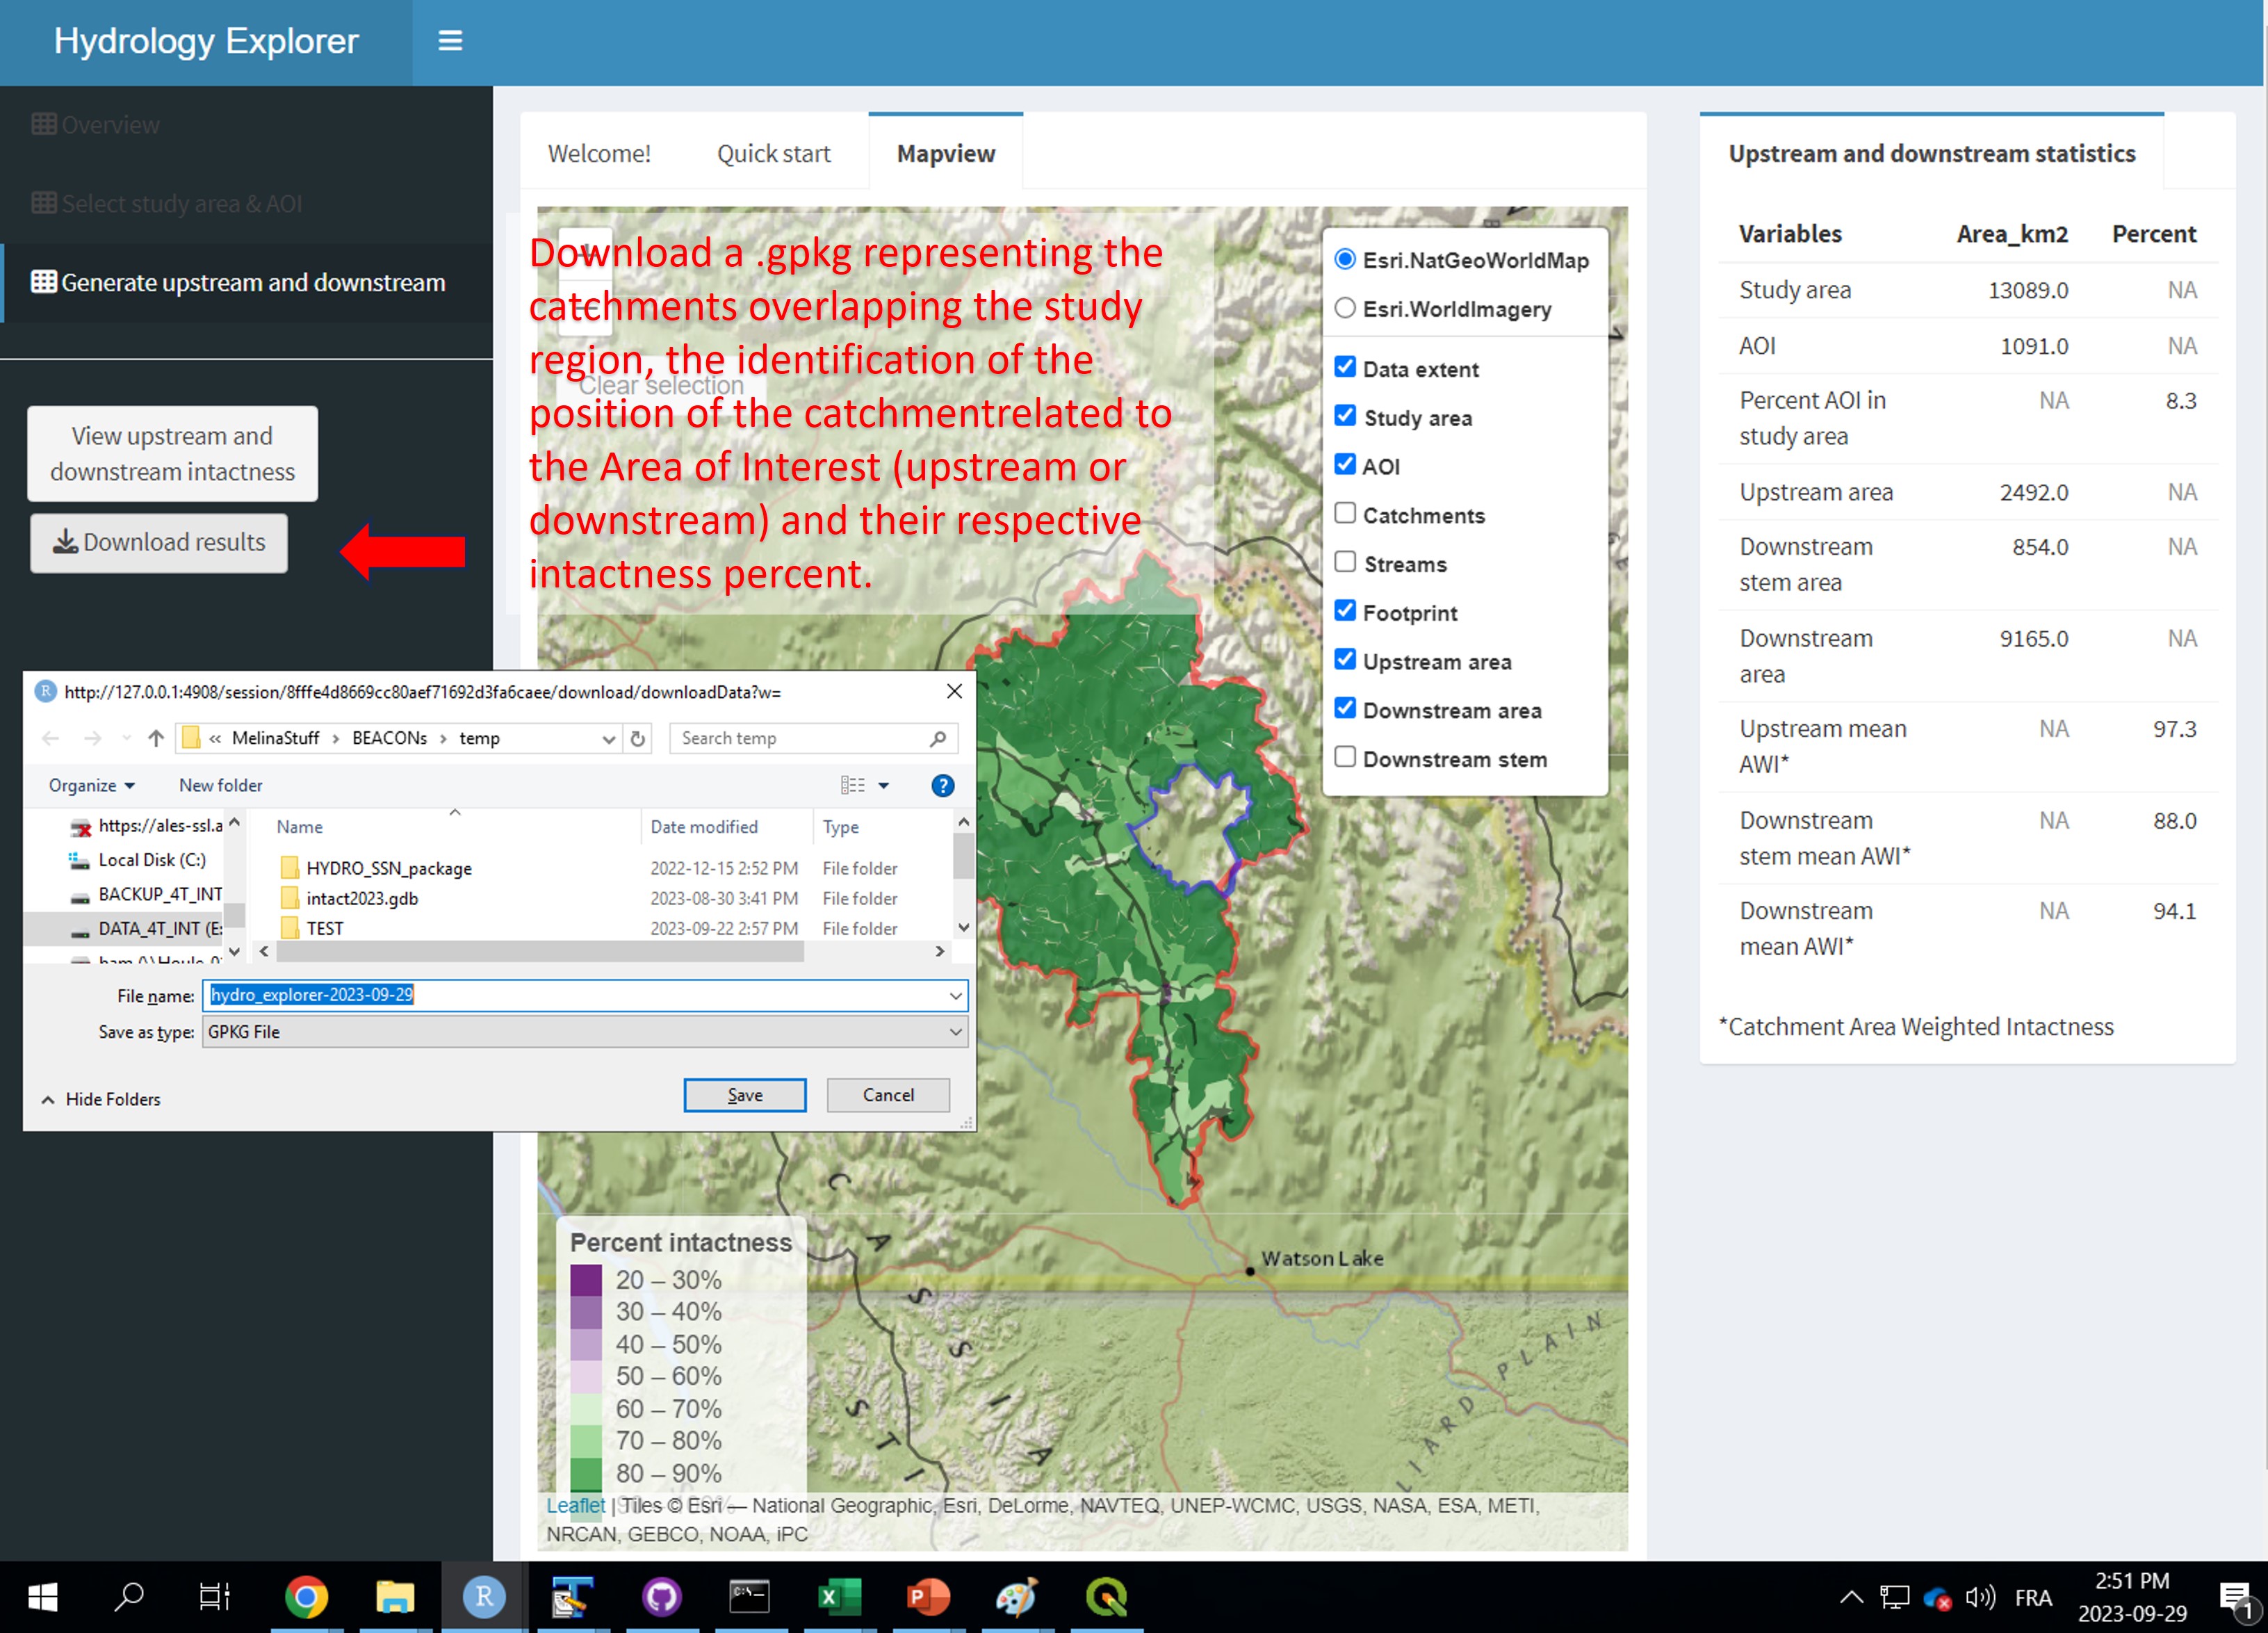 Hydrology Explorer
Overview
Select study area & AOI
Generate upstream and downstream
View upstream and
downstream intactness
Download results
Welcome!
Quick start
Mapview
Download a .gpkg representing the
catchments overlapping the study
region, the identification of the
position of the catchmentrelated to
the Area of Interest (upstream or
downstream) and their respective
intactness percent.
Clear selection
Esri.NatGeoWorldMap
Esri.WorldImagery
Data extent
Study area
AOI
Catchments
Streams
Footprint
Upstream area
Downstream area
Downstream stem
Upstream and downstream statistics
Variables Area_km2 Percent
Study area 13089.0 NA
AOI 1091.0 NA
Percent AOI in
study area NA 8.3
Upstream area 2492.0 NA
Downstream
stem area 854.0 NA
Downstream
area 9165.0 NA
Upstream mean
AWI* NA 97.3
Downstream
stem mean AWI* NA 88.0
Downstream
mean AWI* NA 94.1
*Catchment Area Weighted Intactness
http://127.0.0.1:4908/session/8fffe4d8669cc80aef71692d3fa6caee/download/downloadData?w=
« MelinaStuff › BEACONs › temp
Search temp
Organize New folder
https://ales-ssl.a
Local Disk (C:)
BACKUP_4T_INT
DATA_4T_INT (E:
Name Date modified Type
HYDRO_SSN_package 2022-12-15 2:52 PM File folder
intact2023.gdb 2023-08-30 3:41 PM File folder
TEST 2023-09-22 2:57 PM File folder
File name: hydro_explorer-2023-09-29
Save as type: GPKG File
Hide Folders
Save Cancel
Watson Lake
C A S S I A
LIARD PLAIN
Percent intactness
20 – 30%
30 – 40%
40 – 50%
50 – 60%
60 – 70%
70 – 80%
80 – 90%
Leaflet | Tiles © Esri — National Geographic, Esri, DeLorme, NAVTEQ, UNEP-WCMC, USGS, NASA, ESA, METI,
NRCAN, GEBCO, NOAA, iPC
FRA
2:51 PM
2023-09-29
1